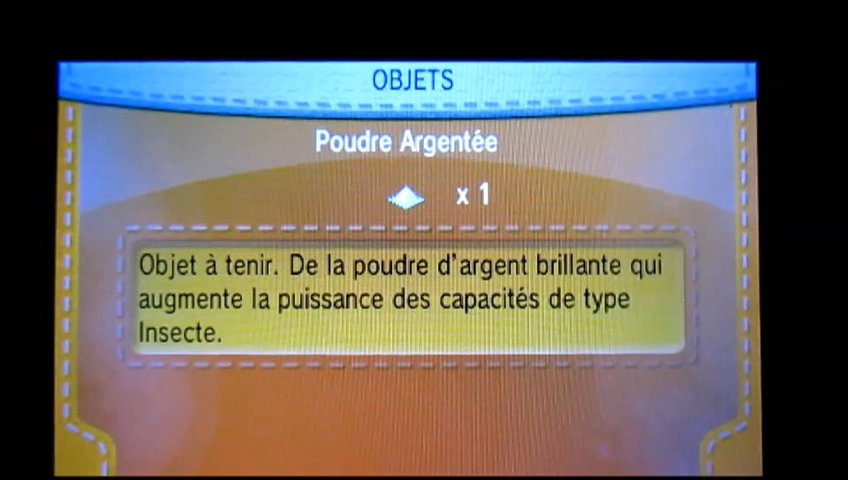 OBJETS
Poudre Argentée
x 1
Objet à tenir. De la poudre d'argent brillante qui
augmente la puissance des capacités de type
Insecte.